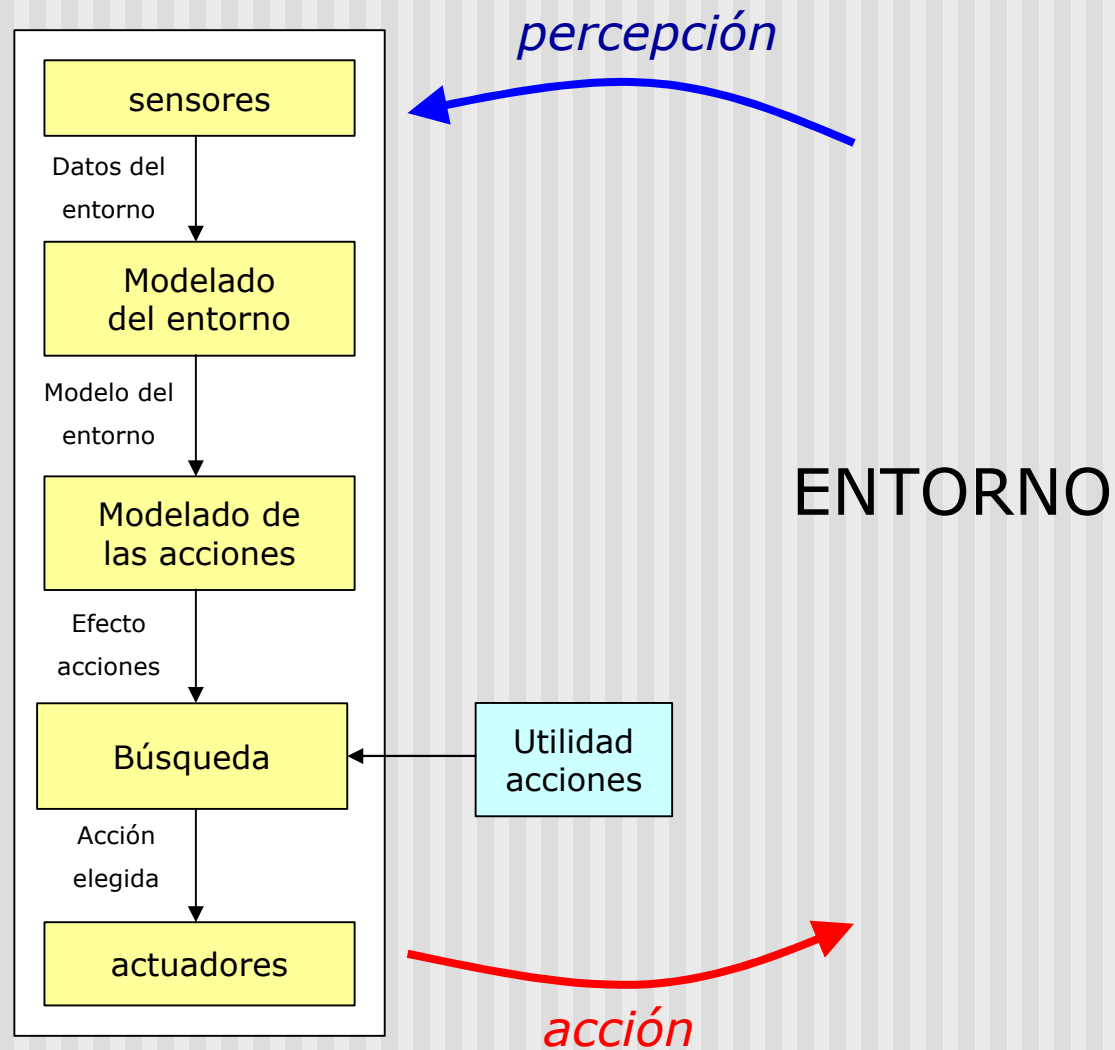 percepción
sensores
Datos del
entorno
Modelado
del entorno
Modelo del
entorno
ENTORNO
Modelado de
las acciones
Efecto
acciones
Búsqueda
Utilidad
acciones
Acción
elegida
actuadores
acción